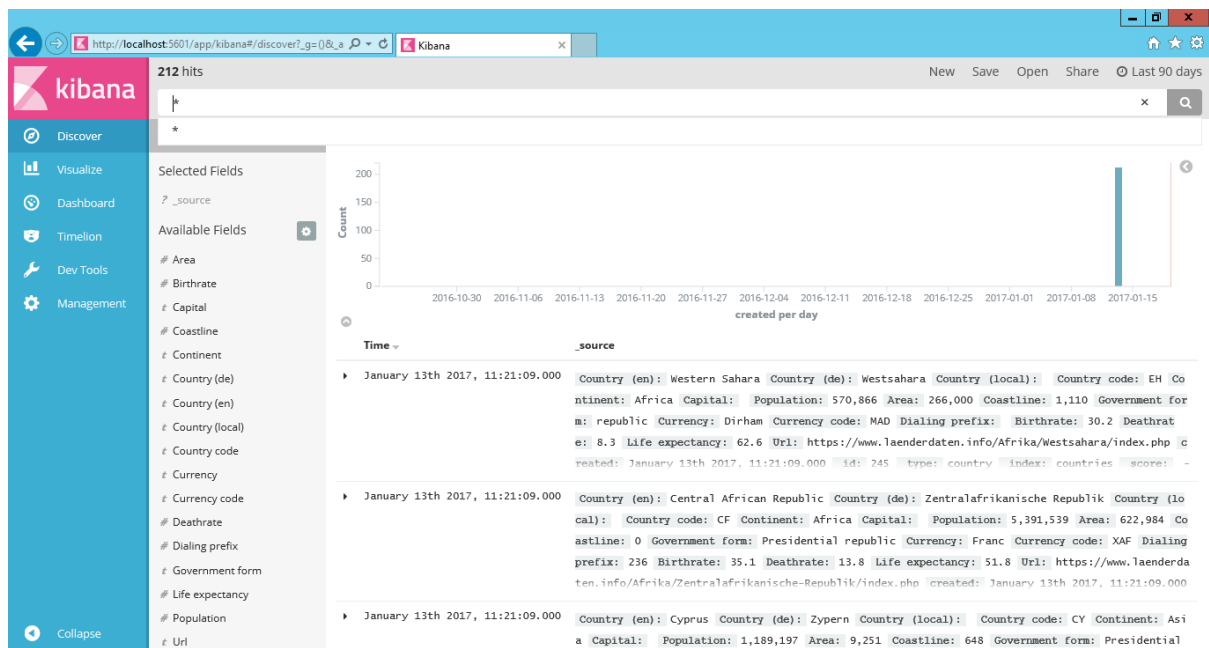 http://localhost:5601/app/kibana#/discover?_g=()&_a
Kibana
kibana
212 hits
New Save Open Share Last 90 days
*
*
Discover
Visualize
Dashboard
Timelion
Dev Tools
Management
Collapse
Selected Fields
? _source
Available Fields
# Area
# Birthrate
t Capital
# Coastline
t Continent
t Country (de)
t Country (en)
t Country (local)
t Country code
t Currency
t Currency code
# Deathrate
# Dialing prefix
t Government form
# Life expectancy
# Population
t Url
Count
200
150
100
50
0
2016-10-30 2016-11-06 2016-11-13 2016-11-20 2016-11-27 2016-12-04 2016-12-11 2016-12-18 2016-12-25 2017-01-01 2017-01-08 2017-01-15
created per day
Time _source
January 13th 2017, 11:21:09.000
Country (en): Western Sahara Country (de): Westsahara Country (local): Country code: EH Co
ntinent: Africa Capital: Population: 570,866 Area: 266,000 Coastline: 1,110 Government for
m: republic Currency: Dirham Currency code: MAD Dialing prefix: Birthrate: 30.2 Deathrat
e: 8.3 Life expectancy: 62.6 Url: https://www.laenderdaten.info/Afrika/Westsahara/index.php c
reated: January 13th 2017, 11:21:09.000 id: 245 type: country index: countries score: -
January 13th 2017, 11:21:09.000
Country (en): Central African Republic Country (de): Zentralafrikanische Republik Country (lo
cal): Country code: CF Continent: Africa Capital: Population: 5,391,539 Area: 622,984 Co
astline: 0 Government form: Presidential republic Currency: Franc Currency code: XAF Dialing
prefix: 236 Birthrate: 35.1 Deathrate: 13.8 Life expectancy: 51.8 Url: https://www.laenderda
ten.info/Afrika/Zentralafrikanische-Republik/index.php created: January 13th 2017, 11:21:09.000
January 13th 2017, 11:21:09.000
Country (en): Cyprus Country (de): Zypern Country (local): Country code: CY Continent: Asi
a Capital: Population: 1,189,197 Area: 9,251 Coastline: 648 Government form: Presidential